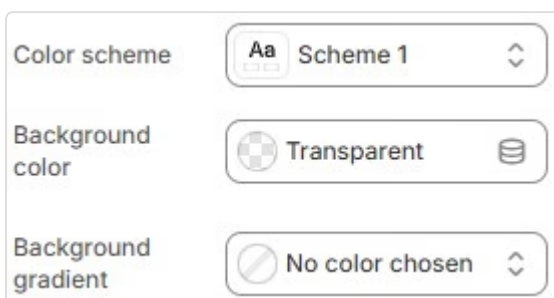 Color scheme
Aa Scheme 1
Background
color
Transparent
Background
gradient
No color chosen